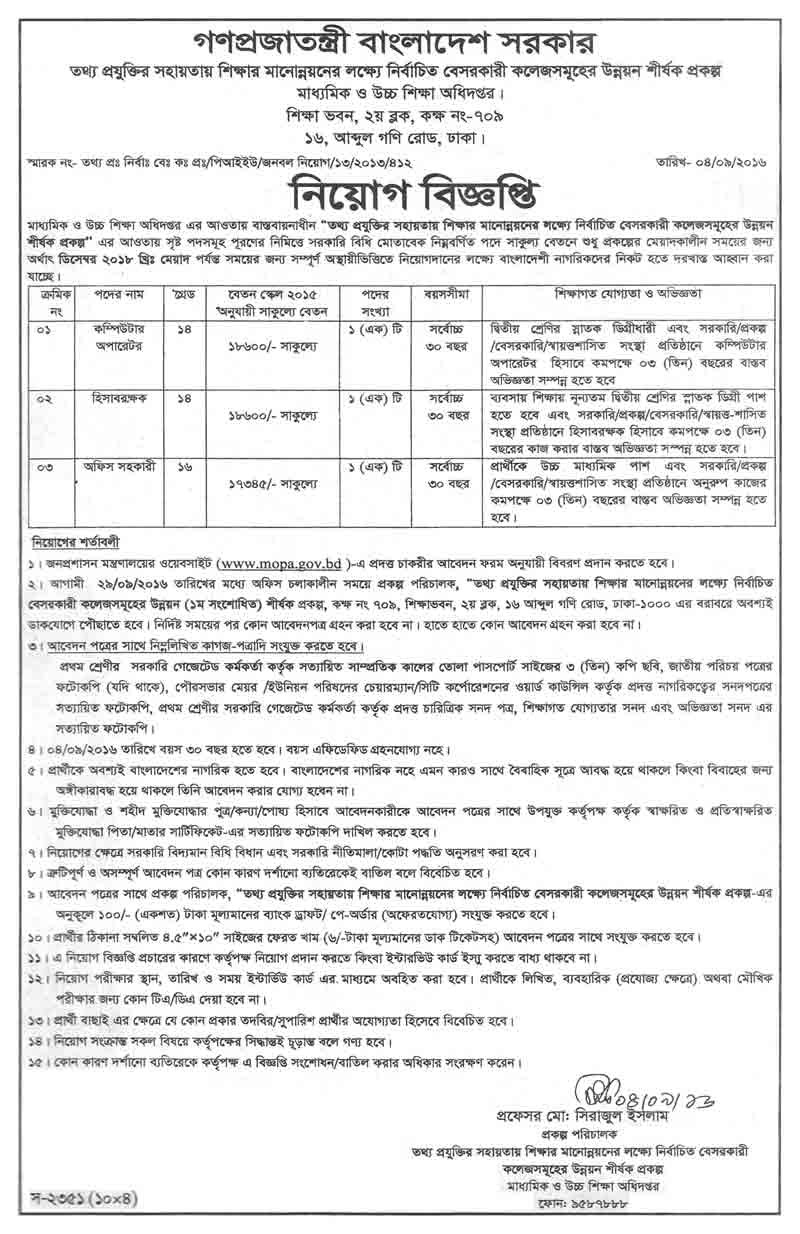 গণপ্রজাতন্ত্রী বাংলাদেশ সরকার
তথ্য প্রযুক্তির সহায়তায় শিক্ষার মানোন্নয়নের লক্ষ্যে নির্বাচিত বেসরকারী কলেজসমূহের উন্নয়ন শীর্ষক প্রকল্প
মাধ্যমিক ও উচ্চ শিক্ষা অধিদপ্তর।
শিক্ষা ভবন, ২য় ব্লক, কক্ষ নং-৭০৯
১৬, আব্দুল গণি রোড, ঢাকা।
স্মারক নং- তথ্য প্রঃ নির্বাঃ বেঃ কঃ প্রঃ/পিআইইউ/জনবল নিয়োগ/১৩/২০১৩/৪১২ তারিখ- ০৪/০৯/২০১৬
নিয়োগ বিজ্ঞপ্তি
মাধ্যমিক ও উচ্চ শিক্ষা অধিদপ্তর এর আওতায় বাস্তবায়নাধীন “তথ্য প্রযুক্তির সহায়তায় শিক্ষার মানোন্নয়নের লক্ষ্যে নির্বাচিত বেসরকারী কলেজসমূহের উন্নয়ন
শীর্ষক প্রকল্প” এর আওতায় সৃষ্ট পদসমূহ পূরণের নিমিত্তে সরকারি বিধি মোতাবেক নিম্নবর্ণিত পদে সাকুল্য বেতনে শুধু প্রকল্পের মেয়াদকালীন সময়ের জন্য
অর্থাৎ ডিসেম্বর ২০১৮ খ্রিঃ মেয়াদ পর্যন্ত সময়ের জন্য সম্পূর্ণ অস্থায়ীভিত্তিতে নিয়োগদানের লক্ষ্যে বাংলাদেশী নাগরিকদের নিকট হতে দরখাস্ত আহ্বান করা
যাচ্ছে।
ক্রমিক নং পদের নাম গ্রেড বেতন স্কেল ২০১৫ অনুযায়ী সাকুল্যে বেতন পদের সংখ্যা বয়সসীমা শিক্ষাগত যোগ্যতা ও অভিজ্ঞতা
০১ কম্পিউটার অপারেটর ১৪ ১৮৬০০/- সাকুল্যে ১ (এক) টি সর্বোচ্চ ৩০ বছর দ্বিতীয় শ্রেণির স্নাতক ডিগ্রীধারী এবং সরকারি/প্রকল্প
/বেসরকারি/স্বায়ত্তশাসিত সংস্থা প্রতিষ্ঠানে কম্পিউটার
অপারেটর হিসাবে কমপক্ষে ০৩ (তিন) বছরের বাস্তব
অভিজ্ঞতা সম্পন্ন হতে হবে
০২ হিসাবরক্ষক ১৪ ১৮৬০০/- সাকুল্যে ১ (এক) টি সর্বোচ্চ ৩০ বছর ব্যবসায় শিক্ষায় নূন্যতম দ্বিতীয় শ্রেণির স্নাতক ডিগ্রী পাশ
হতে হবে এবং সরকারি/প্রকল্প/বেসরকারি/স্বায়ত্ত-শাসিত
সংস্থা প্রতিষ্ঠানে হিসাবরক্ষক হিসাবে কমপক্ষে ০৩ (তিন)
বছরের কাজ করার বাস্তব অভিজ্ঞতা সম্পন্ন হতে হবে।
০৩ অফিস সহকারী ১৬ ১৭৩৪৫/- সাকুল্যে ১ (এক) টি সর্বোচ্চ ৩০ বছর প্রার্থীকে উচ্চ মাধ্যমিক পাশ এবং সরকারি/প্রকল্প
/বেসরকারি/স্বায়ত্তশাসিত সংস্থা প্রতিষ্ঠানে অনুরুপ কাজের
কমপক্ষে ০৩ (তিন) বছরের বাস্তব অভিজ্ঞতা সম্পন্ন হতে
হবে।
নিয়োগের শর্তাবলী
১। জনপ্রশাসন মন্ত্রণালয়ের ওয়েবসাইট (www.mopa.gov.bd )-এ প্রদত্ত চাকরীর আবেদন ফরম অনুযায়ী বিবরণ প্রদান করতে হবে।
২। আগামী ২৯/০৯/২০১৬ তারিখের মধ্যে অফিস চলাকালীন সময়ে প্রকল্প পরিচালক, “তথ্য প্রযুক্তির সহায়তায় শিক্ষার মানোন্নয়নের লক্ষ্যে নির্বাচিত
বেসরকারী কলেজসমূহের উন্নয়ন (১ম সংশোধিত) শীর্ষক প্রকল্প, কক্ষ নং ৭০৯, শিক্ষাভবন, ২য় ব্লক, ১৬ আব্দুল গণি রোড, ঢাকা-১০০০ এর বরাবরে অবশ্যই
ডাকযোগে পৌছাতে হবে। নির্দিষ্ট সময়ের পর কোন আবেদনপত্র গ্রহন করা হবে না। হাতে হাতে কোন আবেদন গ্রহন করা হবে না।
৩। আবেদন পত্রের সাথে নিম্নলিখিত কাগজ-পত্রাদি সংযুক্ত করতে হবে।
প্রথম শ্রেণীর সরকারি গেজেটেড কর্মকর্তা কর্তৃক সত্যায়িত সাম্প্রতিক কালের তোলা পাসপোর্ট সাইজের ৩ (তিন) কপি ছবি, জাতীয় পরিচয় পত্রের
ফটোকপি (যদি থাকে), পৌরসভার মেয়র /ইউনিয়ন পরিষদের চেয়ারম্যান/সিটি কর্পোরেশনের ওয়ার্ড কাউন্সিল কর্তৃক প্রদত্ত নাগরিকত্বের সনদপত্রের
সত্যায়িত ফটোকপি, প্রথম শ্রেণীর সরকারি গেজেটেড কর্মকর্তা কর্তৃক প্রদত্ত চারিত্রিক সনদ পত্র, শিক্ষাগত যোগ্যতার সনদ এবং অভিজ্ঞতা সনদ এর
সত্যায়িত ফটোকপি।
৪। ০৪/০৯/২০১৬ তারিখে বয়স ৩০ বছর হতে হবে। বয়স এফিডেফিড গ্রহনযোগ্য নহে।
৫। প্রার্থীকে অবশ্যই বাংলাদেশের নাগরিক হতে হবে। বাংলাদেশের নাগরিক নহে এমন কারও সাথে বৈবাহিক সূত্রে আবদ্ধ হয়ে থাকলে কিংবা বিবাহের জন্য
অঙ্গীকারাবদ্ধ হয়ে থাকলে তিনি আবেদন করার যোগ্য হবেন না।
৬। মুক্তিযোদ্ধা ও শহীদ মুক্তিযোদ্ধার পুত্র/কন্যা/পোষ্য হিসাবে আবেদনকারীকে আবেদন পত্রের সাথে উপযুক্ত কর্তৃপক্ষ কর্তৃক স্বাক্ষরিত ও প্রতিস্বাক্ষরিত
মুক্তিযোদ্ধা পিতা/মাতার সার্টিফিকেট-এর সত্যায়িত ফটোকপি দাখিল করতে হবে।
৭। নিয়োগের ক্ষেত্রে সরকারি বিদ্যমান বিধি বিধান এবং সরকারি নীতিমালা/কোটা পদ্ধতি অনুসরণ করা হবে।
৮। ত্রুটিপূর্ণ ও অসম্পূর্ণ আবেদন পত্র কোন কারণ দর্শানো ব্যতিরেকেই বাতিল বলে বিবেচিত হবে।
৯। আবেদন পত্রের সাথে প্রকল্প পরিচালক, “তথ্য প্রযুক্তির সহায়তায় শিক্ষার মানোন্নয়নের লক্ষ্যে নির্বাচিত বেসরকারী কলেজসমূহের উন্নয়ন শীর্ষক প্রকল্প-এর
অনুকূলে ১০০/- (একশত) টাকা মূল্যমানের ব্যাংক ড্রাফট/ পে-অর্ডার (অফেরতযোগ্য) সংযুক্ত করতে হবে।
১০। প্রার্থীর ঠিকানা সম্বলিত ৪.৫″×১০″ সাইজের ফেরত খাম (৬/-টাকা মূল্যমানের ডাক টিকেটসহ) আবেদন পত্রের সাথে সংযুক্ত করতে হবে।
১১। এ নিয়োগ বিজ্ঞপ্তি প্রচারের কারণে কর্তৃপক্ষ নিয়োগ প্রদান করতে কিংবা ইন্টারভিউ কার্ড ইস্যু করতে বাধ্য থাকবে না।
১২। নিয়োগ পরীক্ষার স্থান, তারিখ ও সময় ইন্টার্ভিউ কার্ড এর মাধ্যমে অবহিত করা হবে। প্রার্থীকে লিখিত, ব্যবহারিক (প্রযোজ্য ক্ষেত্রে) অথবা মৌখিক
পরীক্ষার জন্য কোন টিএ/ডিএ দেয়া হবে না।
১৩। প্রার্থী বাছাই এর ক্ষেত্রে যে কোন প্রকার তদবির/সুপারিশ প্রার্থীর অযোগ্যতা হিসেবে বিবেচিত হবে।
১৪। নিয়োগ সংক্রান্ত সকল বিষয়ে কর্তৃপক্ষের সিদ্ধান্তই চূড়ান্ত বলে গণ্য হবে।
১৫। কোন কারণ দর্শানো ব্যতিরেকে কর্তৃপক্ষ এ বিজ্ঞপ্তি সংশোধন/বাতিল করার অধিকার সংরক্ষণ করেন।
০৪/০৯/১৬
প্রফেসর মো: সিরাজুল ইসলাম
প্রকল্প পরিচালক
তথ্য প্রযুক্তির সহায়তায় শিক্ষার মানোন্নয়নের লক্ষ্যে নির্বাচিত বেসরকারী
কলেজসমূহের উন্নয়ন শীর্ষক প্রকল্প
মাধ্যমিক ও উচ্চ শিক্ষা অধিদপ্তর
ফোন: ৯৫৮৭৮৮৮
স-২৩৫১ (১০×৪)